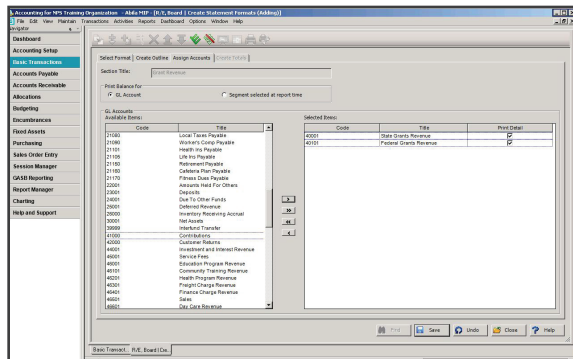 Accounting for NPS Training Organization - Abila MIP - [R/E, Board | Create Statement Formats (Adding)]
File Edit View Maintain Transactions Activities Reports Dashboard Options Window Help
Navigator
Dashboard
Accounting Setup
Basic Transactions
Accounts Payable
Accounts Receivable
Allocations
Budgeting
Encumbrances
Fixed Assets
Purchasing
Sales Order Entry
Session Manager
GASB Reporting
Report Manager
Charting
Help and Support
Select Format Create Outline Assign Accounts Create Totals
Section Title: Grant Revenue
Print Balance for
GL Account Segment selected at report time
GL Accounts
Available Items:
Code Title
21080 Local Taxes Payable
21090 Worker's Comp Payable
21101 Health Ins Payable
21106 Life Ins Payable
21150 Retirement Payable
21160 Cafeteria Plan Payable
21170 Fitness Dues Payable
22001 Amounts Held For Others
23001 Deposits
24001 Due To Other Funds
25001 Deferred Revenue
26000 Inventory Receiving Accrual
30001 Net Assets
39999 Interfund Transfer
41000 Contributions
42000 Customer Returns
44001 Investment and Interest Revenue
45001 Service Fees
46001 Education Program Revenue
46101 Community Training Revenue
46201 Health Program Revenue
46301 Freight Charge Revenue
46401 Finance Charge Revenue
46501 Sales
46601 Day Care Revenue
>
>>
<<
<
Selected Items:
Code Title Print Detail
40001 State Grants Revenue
40101 Federal Grants Revenue
Find Save Undo Close Help
Basic Transact... R/E, Board | Cre...